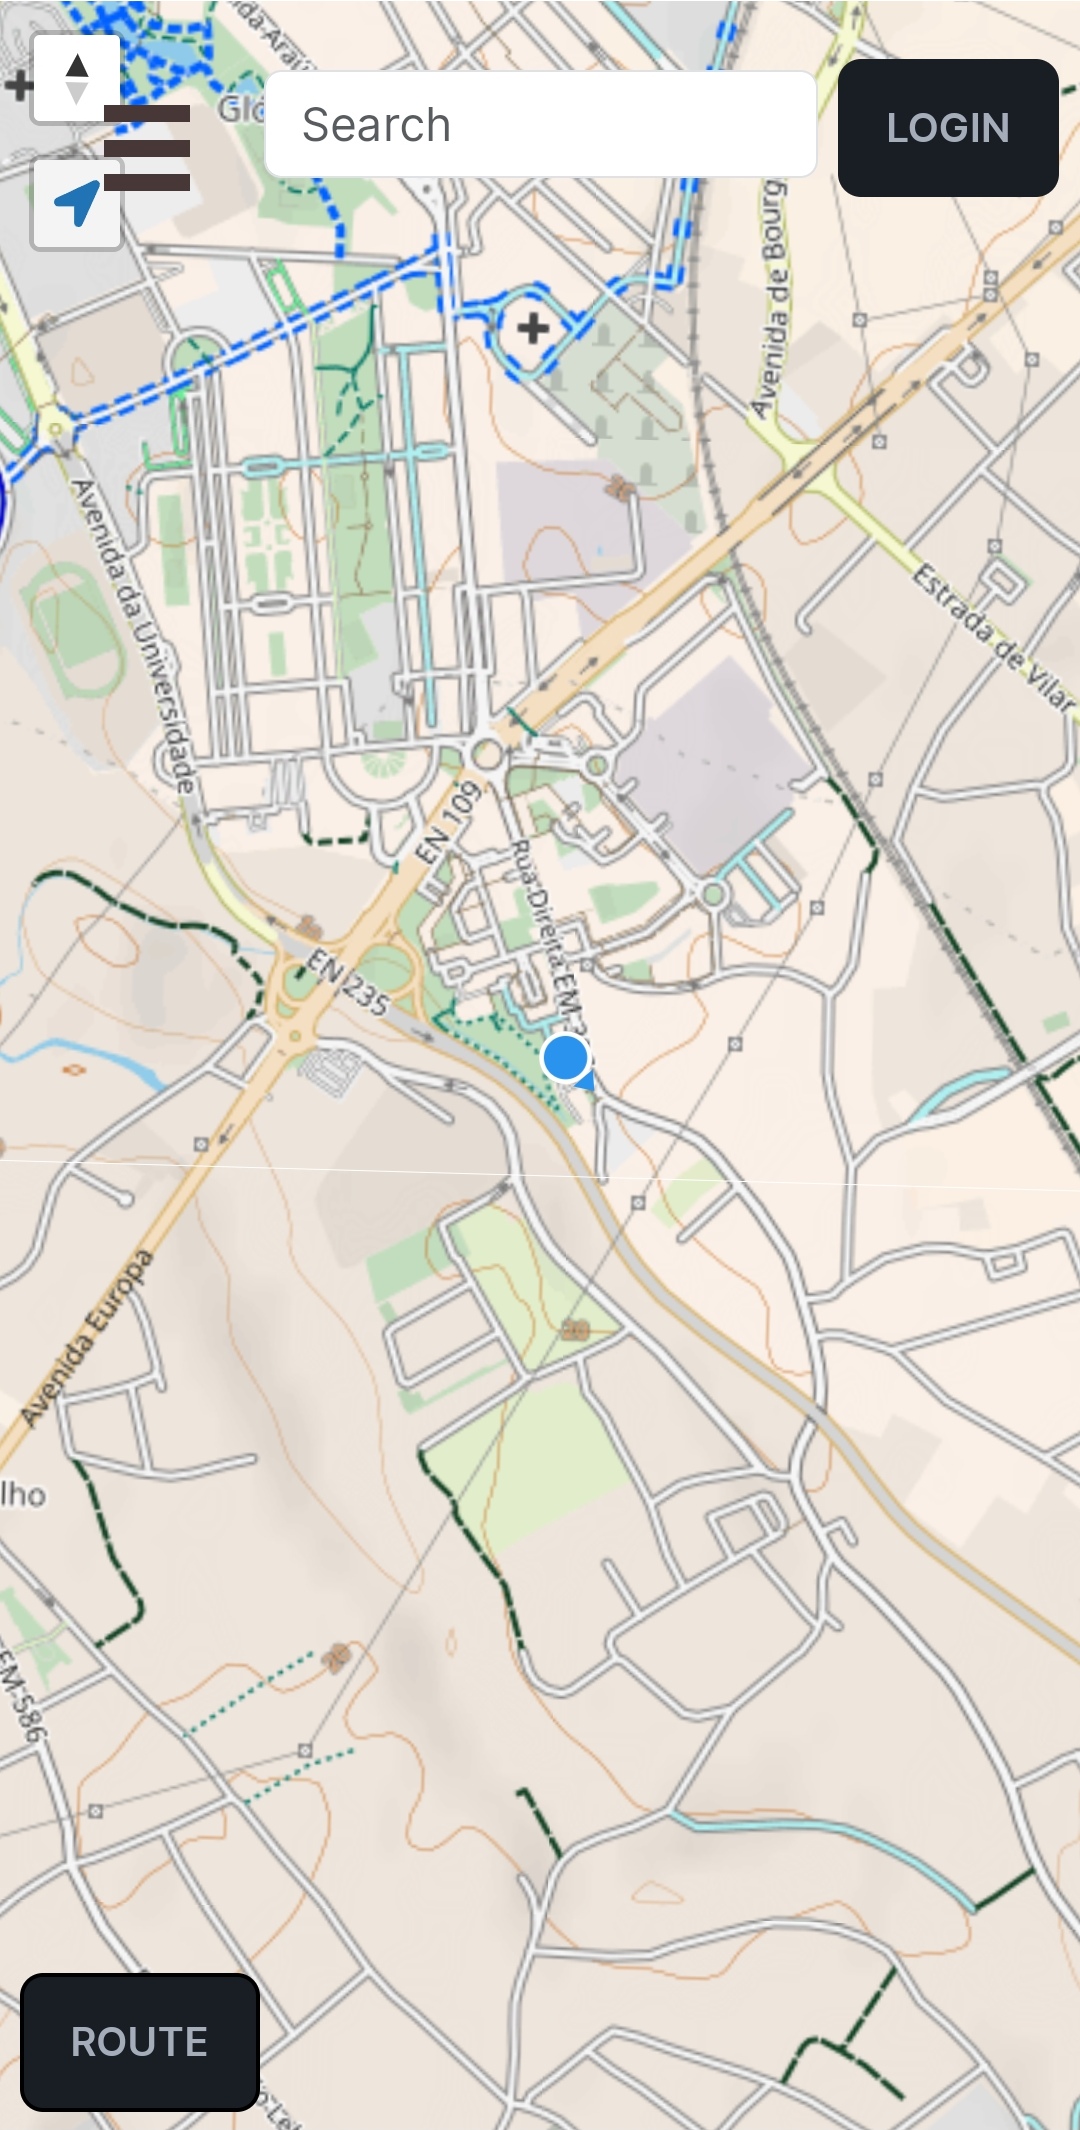 Search
LOGIN
Avenida de Bourg
Avenida da Universidade
Estrada de Vilar
EN 109
Rua Direita EM
EN 235
Avenida Europa
lho
EM 586
ROUTE